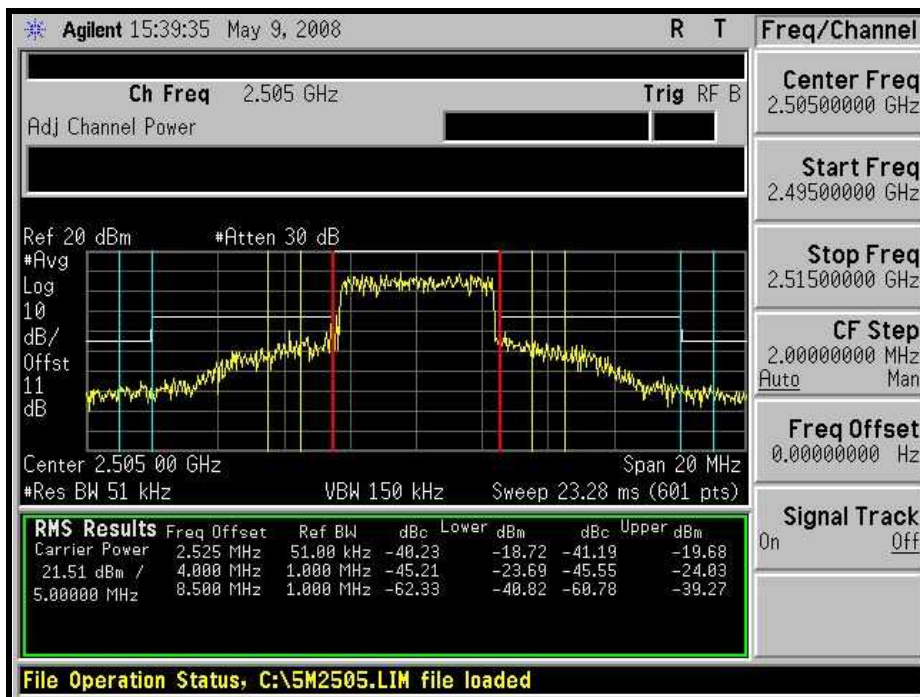 Agilent 15:39:35 May 9, 2008 R T
Freq/Channel
Ch Freq 2.505 GHz Trig RF B
Adj Channel Power
Center Freq
2.50500000 GHz
Start Freq
2.49500000 GHz
Stop Freq
2.51500000 GHz
CF Step
2.00000000 MHz
Auto Man
Freq Offset
0.00000000 Hz
Signal Track
On Off
Ref 20 dBm #Atten 30 dB
#Avg
Log
10
dB/
Offst
11
dB
Center 2.505 00 GHz Span 20 MHz
#Res BW 51 kHz VBW 150 kHz Sweep 23.28 ms (601 pts)
RMS Results Freq Offset Ref BW dBc Lower dBm dBc Upper dBm
Carrier Power 2.525 MHz 51.00 kHz -40.23 -18.72 -41.19 -19.68
21.51 dBm / 4.000 MHz 1.000 MHz -45.21 -23.69 -45.55 -24.03
5.00000 MHz 8.500 MHz 1.000 MHz -62.33 -40.82 -60.78 -39.27
File Operation Status, C:\5M2505.LIM file loaded